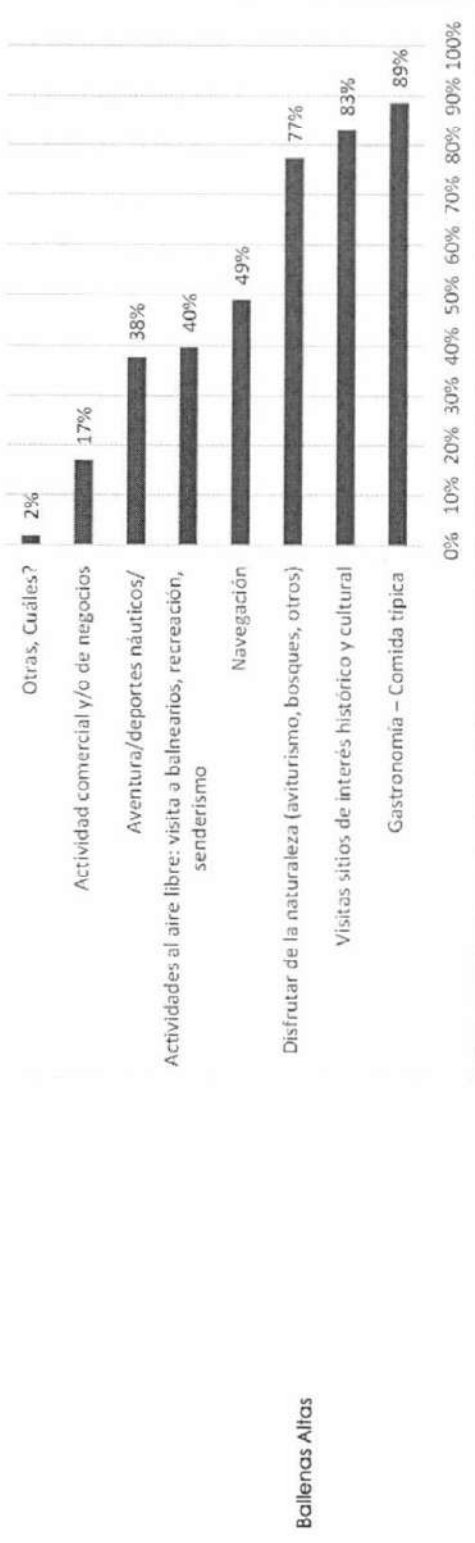 Otras, Cuáles?
2%
Actividad comercial y/o de negocios
17%
Aventura/deportes náuticos/
38%
Actividades al aire libre: visita a balnearios, recreación,
senderismo
40%
Navegación
49%
Disfrutar de la naturaleza (aviturismo, bosques, otros)
77%
Visitas sitios de interés histórico y cultural
83%
Gastronomía – Comida típica
89%
0% 10% 20% 30% 40% 50% 60% 70% 80% 90% 100%
Ballenas Altas